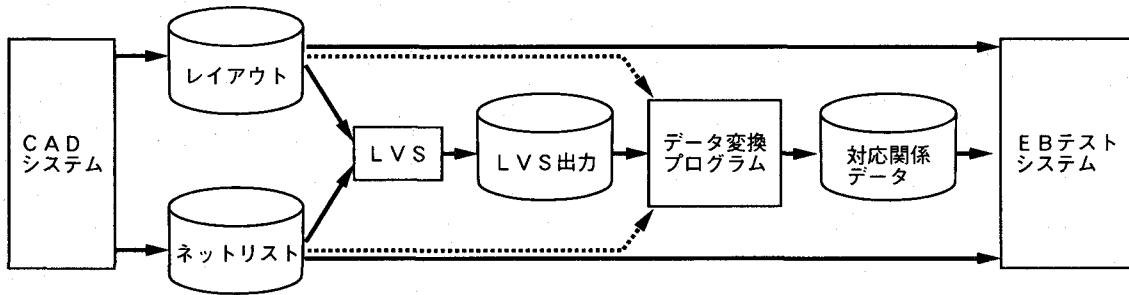 CAD
システム
レイアウト
ネットリスト
LVS
LVS出力
データ変換
プログラム
対応関係
データ
EBテスト
システム